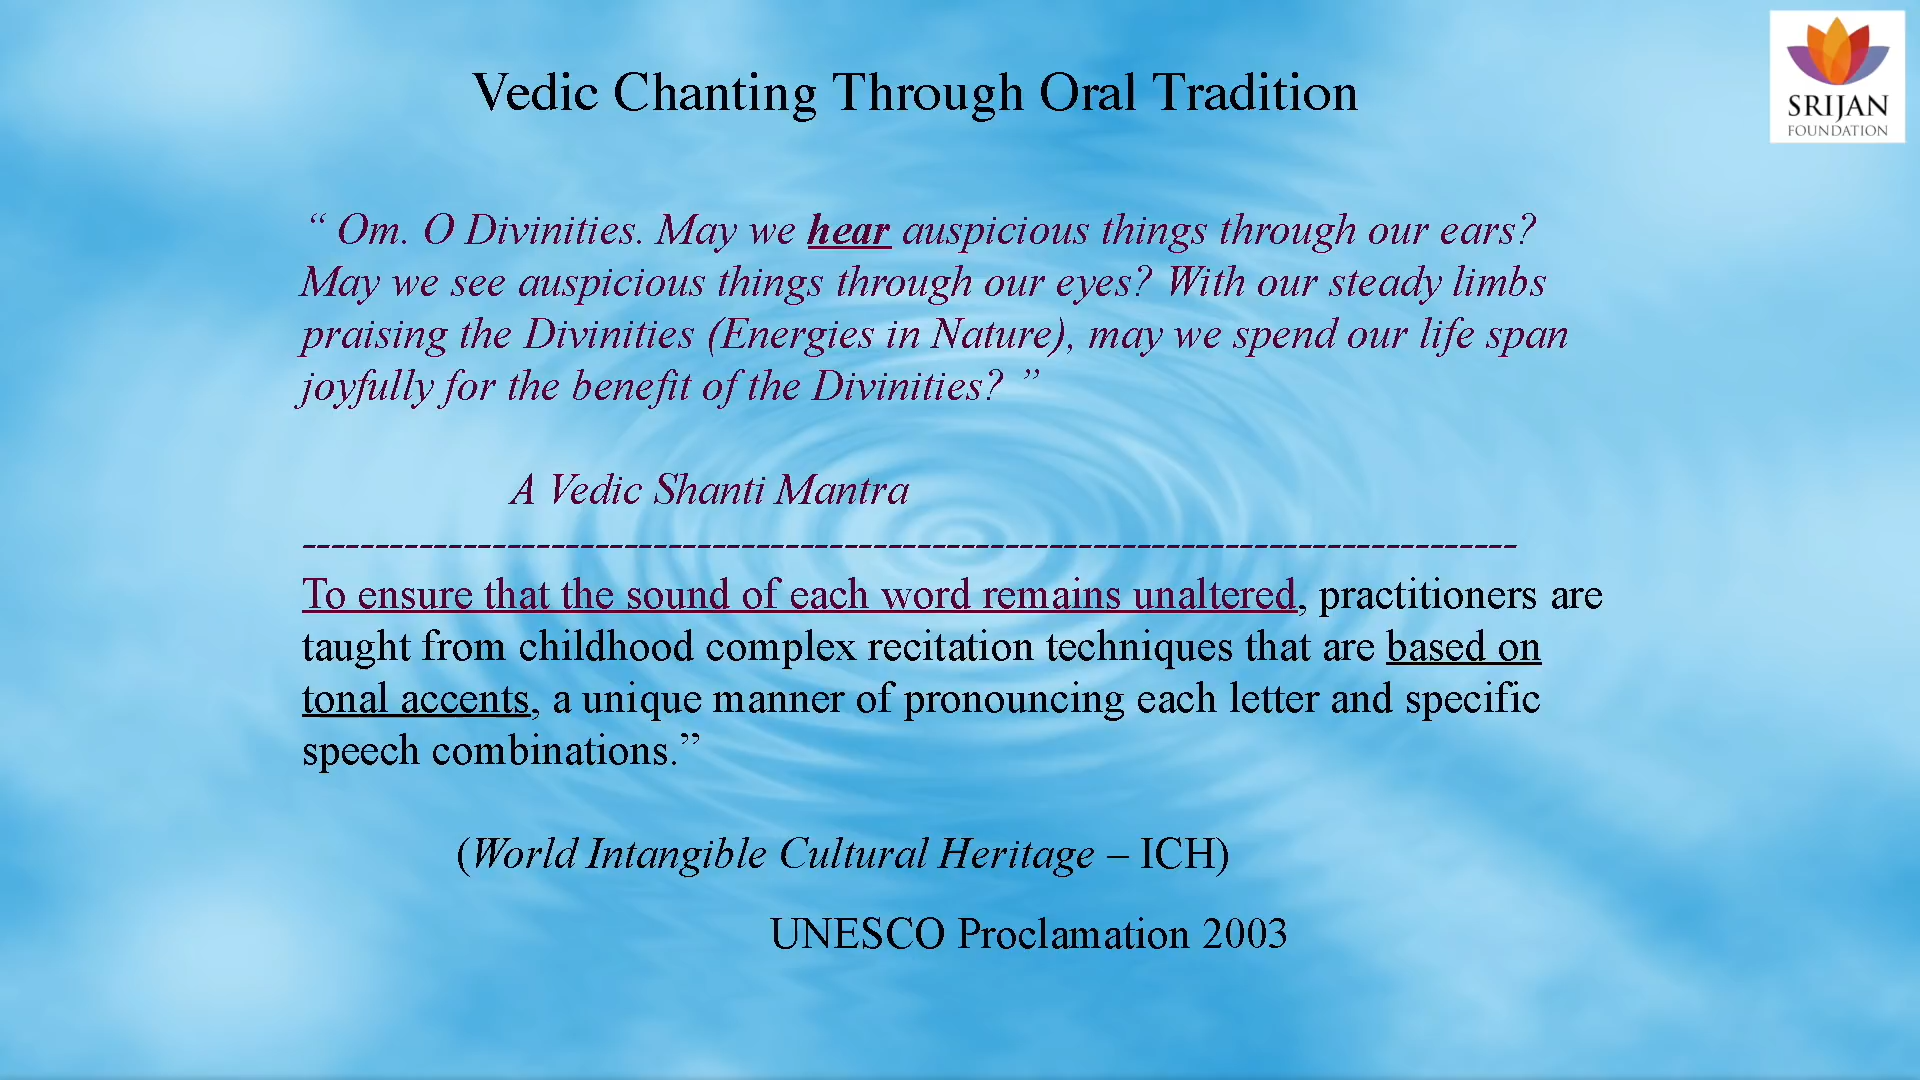 Vedic Chanting Through Oral Tradition
SRIJAN
FOUNDATION
“ Om. O Divinities. May we hear auspicious things through our ears?
May we see auspicious things through our eyes? With our steady limbs
praising the Divinities (Energies in Nature), may we spend our life span
joyfully for the benefit of the Divinities? ”
A Vedic Shanti Mantra
-----------------------------------------------------------------------------------
To ensure that the sound of each word remains unaltered, practitioners are
taught from childhood complex recitation techniques that are based on
tonal accents, a unique manner of pronouncing each letter and specific
speech combinations.”
(World Intangible Cultural Heritage – ICH)
UNESCO Proclamation 2003